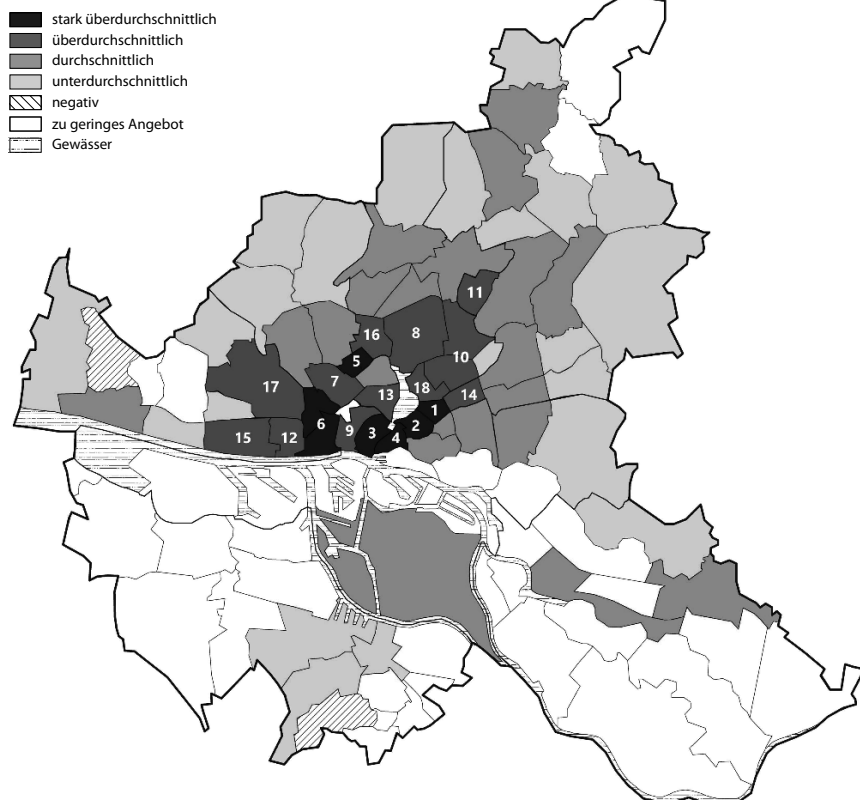 stark überdurchschnittlich
überdurchschnittlich
durchschnittlich
unterdurchschnittlich
negativ
zu geringes Angebot
Gewässer
11
16
8
5
10
7
17
18
13
14
1
6
9
3
2
15
12
4